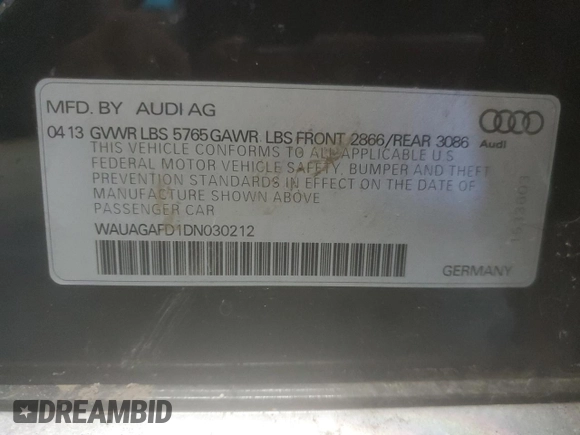 MFD. BY AUDI AG
04 13 GVWR LBS 5765 GAWR LBS FRONT 2866/REAR 3086
Audi
THIS VEHICLE CONFORMS TO ALL APPLICABLE U.S
FEDERAL MOTOR VEHICLE SAFETY, BUMPER AND THEFT
PREVENTION STANDARDS IN EFFECT ON THE DATE OF
MANUFACTURE SHOWN ABOVE
PASSENGER CAR
WAUAGAFD1DN030212
GERMANY
DREAMBID